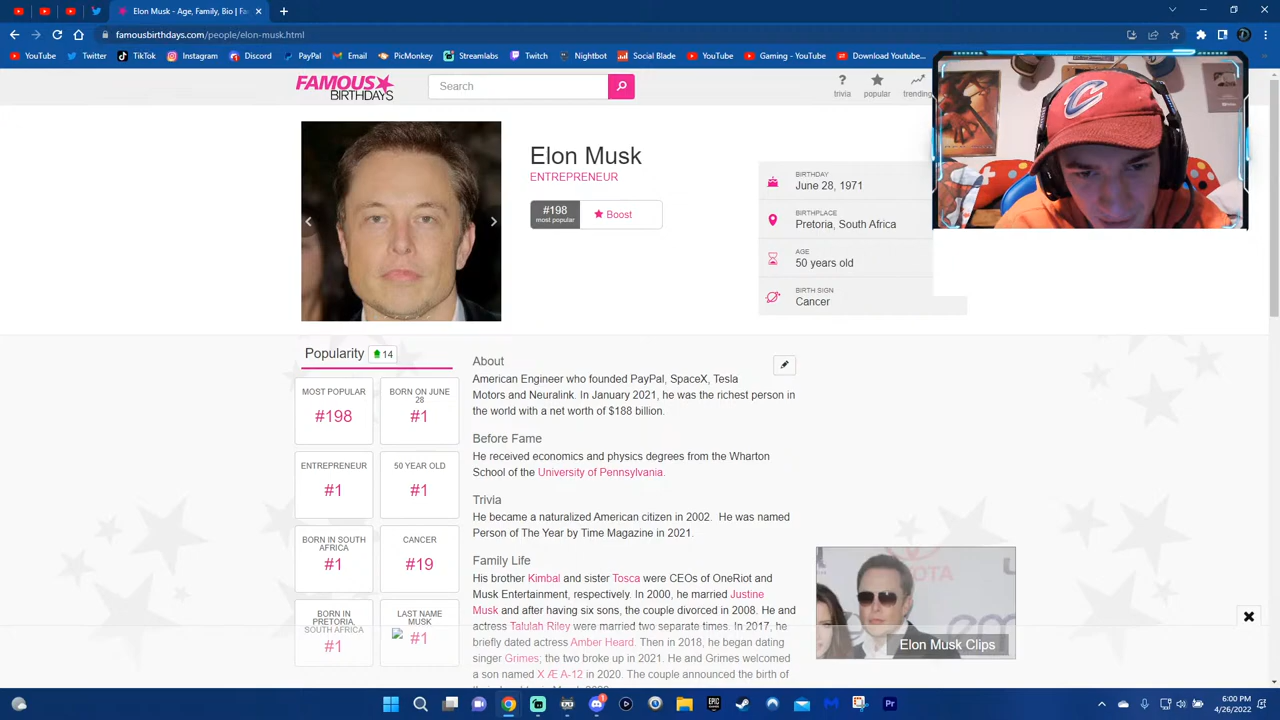 Elon Musk - Age, Family, Bio | Fa
famousbirthdays.com/people/elon-musk.html
YouTube Twitter TikTok Instagram Discord PayPal Email PicMonkey Streamlabs Twitch Nightbot Social Blade YouTube Gaming - YouTube Download Youtube...
FAMOUS
BIRTHDAYS
Search
trivia popular trending
Elon Musk
ENTREPRENEUR
#198
most popular
Boost
BIRTHDAY
June 28, 1971
BIRTHPLACE
Pretoria, South Africa
AGE
50 years old
BIRTH SIGN
Cancer
Popularity 14
MOST POPULAR
#198
BORN ON JUNE
28
#1
ENTREPRENEUR
#1
50 YEAR OLD
#1
BORN IN SOUTH
AFRICA
#1
CANCER
#19
BORN IN
PRETORIA,
SOUTH AFRICA
#1
LAST NAME
MUSK
#1
About
American Engineer who founded PayPal, SpaceX, Tesla
Motors and Neuralink. In January 2021, he was the richest person in
the world with a net worth of $188 billion.
Before Fame
He received economics and physics degrees from the Wharton
School of the University of Pennsylvania.
Trivia
He became a naturalized American citizen in 2002. He was named
Person of The Year by Time Magazine in 2021.
Family Life
His brother Kimbal and sister Tosca were CEOs of OneRiot and
Musk Entertainment, respectively. In 2000, he married Justine
Musk and after having six sons, the couple divorced in 2008. He and
actress Talulah Riley were married two separate times. In 2017, he
briefly dated actress Amber Heard. Then in 2018, he began dating
singer Grimes; the two broke up in 2021. He and Grimes welcomed
a son named X Æ A-12 in 2020. The couple announced the birth of
Elon Musk Clips
6:00 PM
4/26/2022